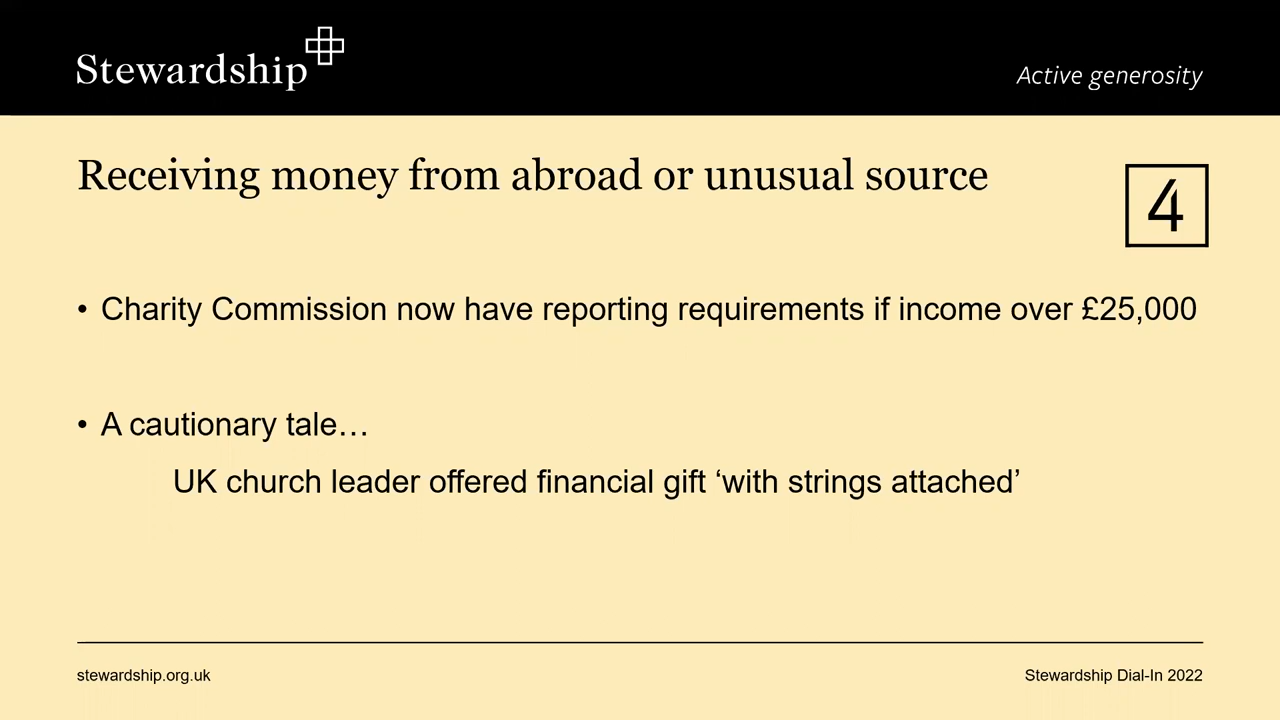 Stewardship
Active generosity
Receiving money from abroad or unusual source
4
• Charity Commission now have reporting requirements if income over £25,000
• A cautionary tale…
UK church leader offered financial gift ‘with strings attached’
stewardship.org.uk
Stewardship Dial-In 2022